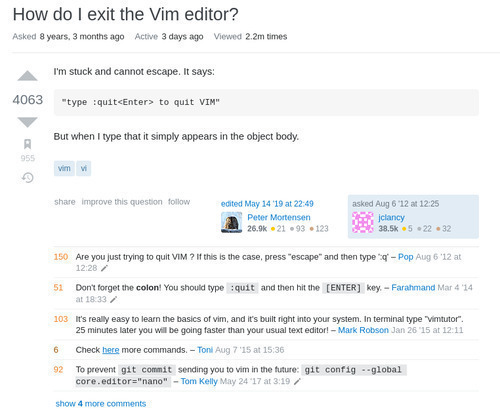 How do I exit the Vim editor?
Asked 8 years, 3 months ago Active 3 days ago Viewed 2.2m times
I'm stuck and cannot escape. It says:
4063
"type :quit<Enter> to quit VIM"
But when I type that it simply appears in the object body.
955
vim vi
share improve this question follow
edited May 14 '19 at 22:49
Peter Mortensen
26.9k 21 93 123
asked Aug 6 '12 at 12:25
jclancy
38.5k 5 22 32
150 Are you just trying to quit VIM ? If this is the case, press "escape" and then type ':q' – Pop Aug 6 '12 at
12:28
51 Don't forget the colon! You should type :quit and then hit the [ENTER] key. – Farahmand Mar 4 '14
at 18:33
103 It's really easy to learn the basics of vim, and it's built right into your system. In terminal type "vimtutor".
25 minutes later you will be going faster than your usual text editor! – Mark Robson Jan 26 '15 at 12:11
6 Check here more commands. – Toni Aug 7 '15 at 15:36
92 To prevent git commit sending you to vim in the future: git config --global
core.editor="nano" – Tom Kelly May 24 '17 at 3:19
show 4 more comments